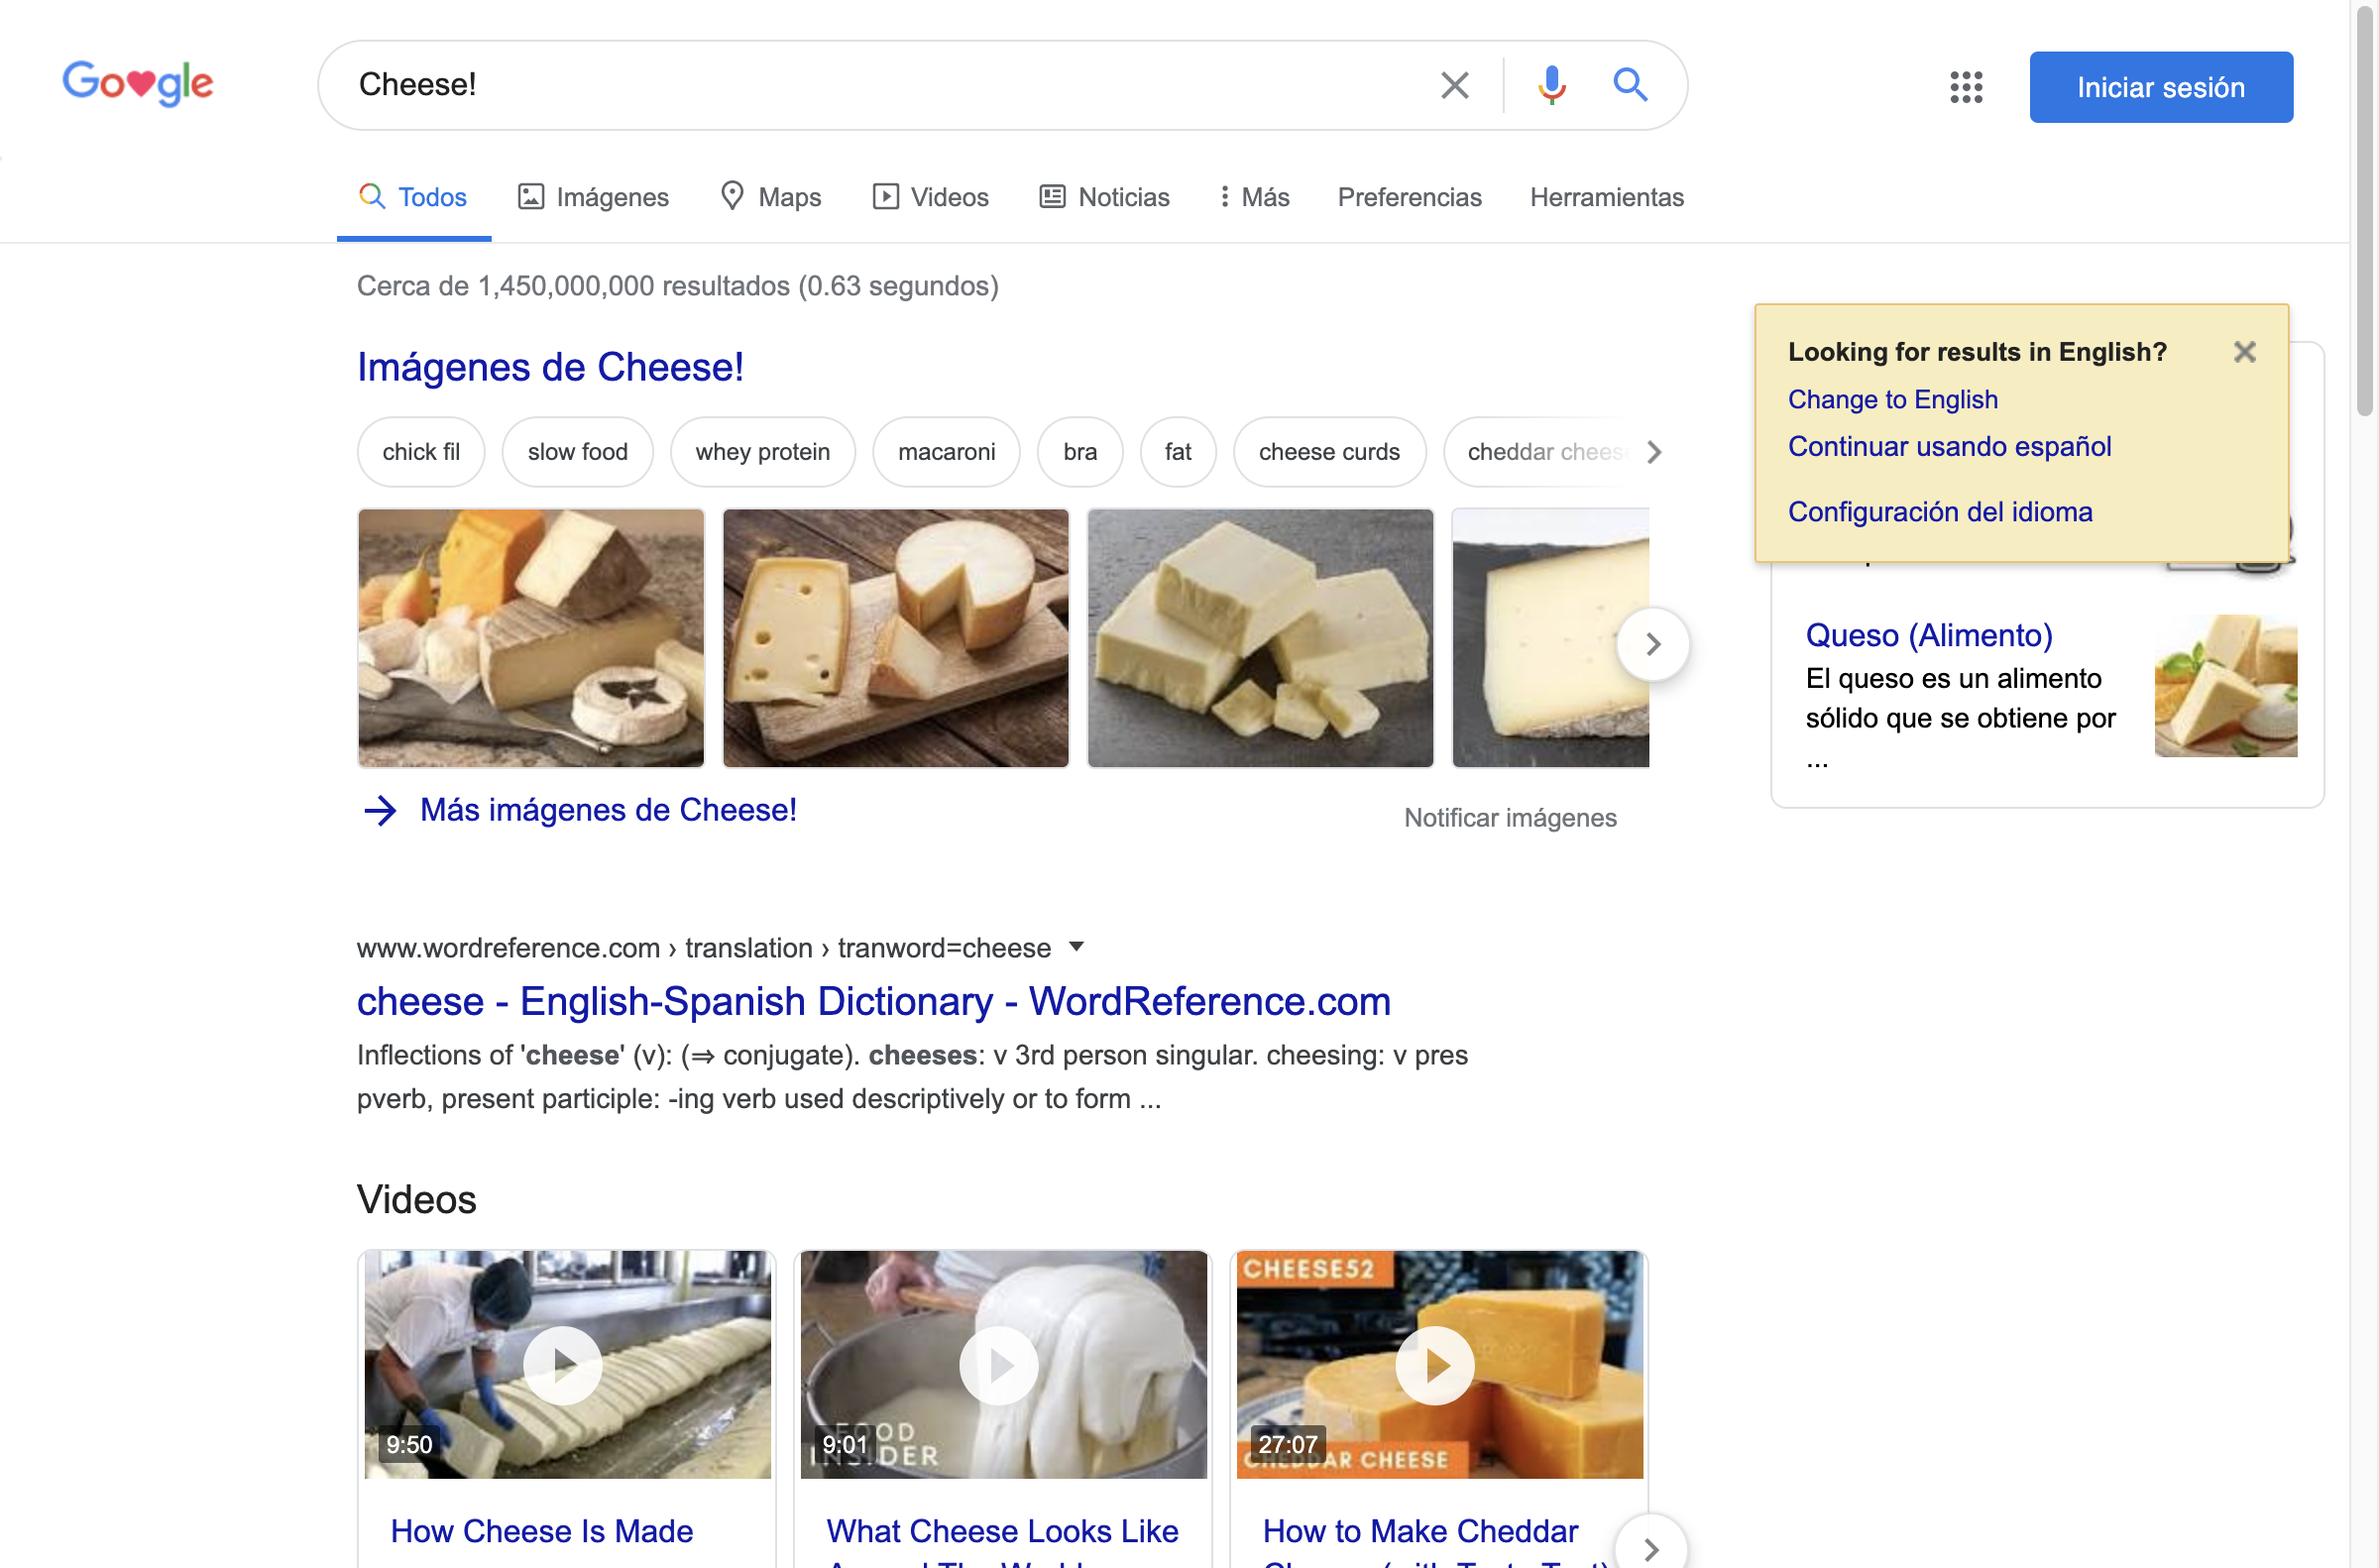 Google
Cheese!
Iniciar sesión
Todos
Imágenes
Maps
Videos
Noticias
Más
Preferencias
Herramientas
Cerca de 1,450,000,000 resultados (0.63 segundos)
Imágenes de Cheese!
chick fil
slow food
whey protein
macaroni
bra
fat
cheese curds
cheddar cheese
Más imágenes de Cheese!
Notificar imágenes
www.wordreference.com › translation › tranword=cheese
cheese - English-Spanish Dictionary - WordReference.com
Inflections of 'cheese' (v): (⇒ conjugate). cheeses: v 3rd person singular. cheesing: v pres
pverb, present participle: -ing verb used descriptively or to form ...
Videos
9:50
How Cheese Is Made
9:01
FOOD
INSIDER
What Cheese Looks Like
CHEESE52
27:07
CHEDDAR CHEESE
How to Make Cheddar
Looking for results in English?
Change to English
Continuar usando español
Configuración del idioma
Queso (Alimento)
El queso es un alimento
sólido que se obtiene por
...